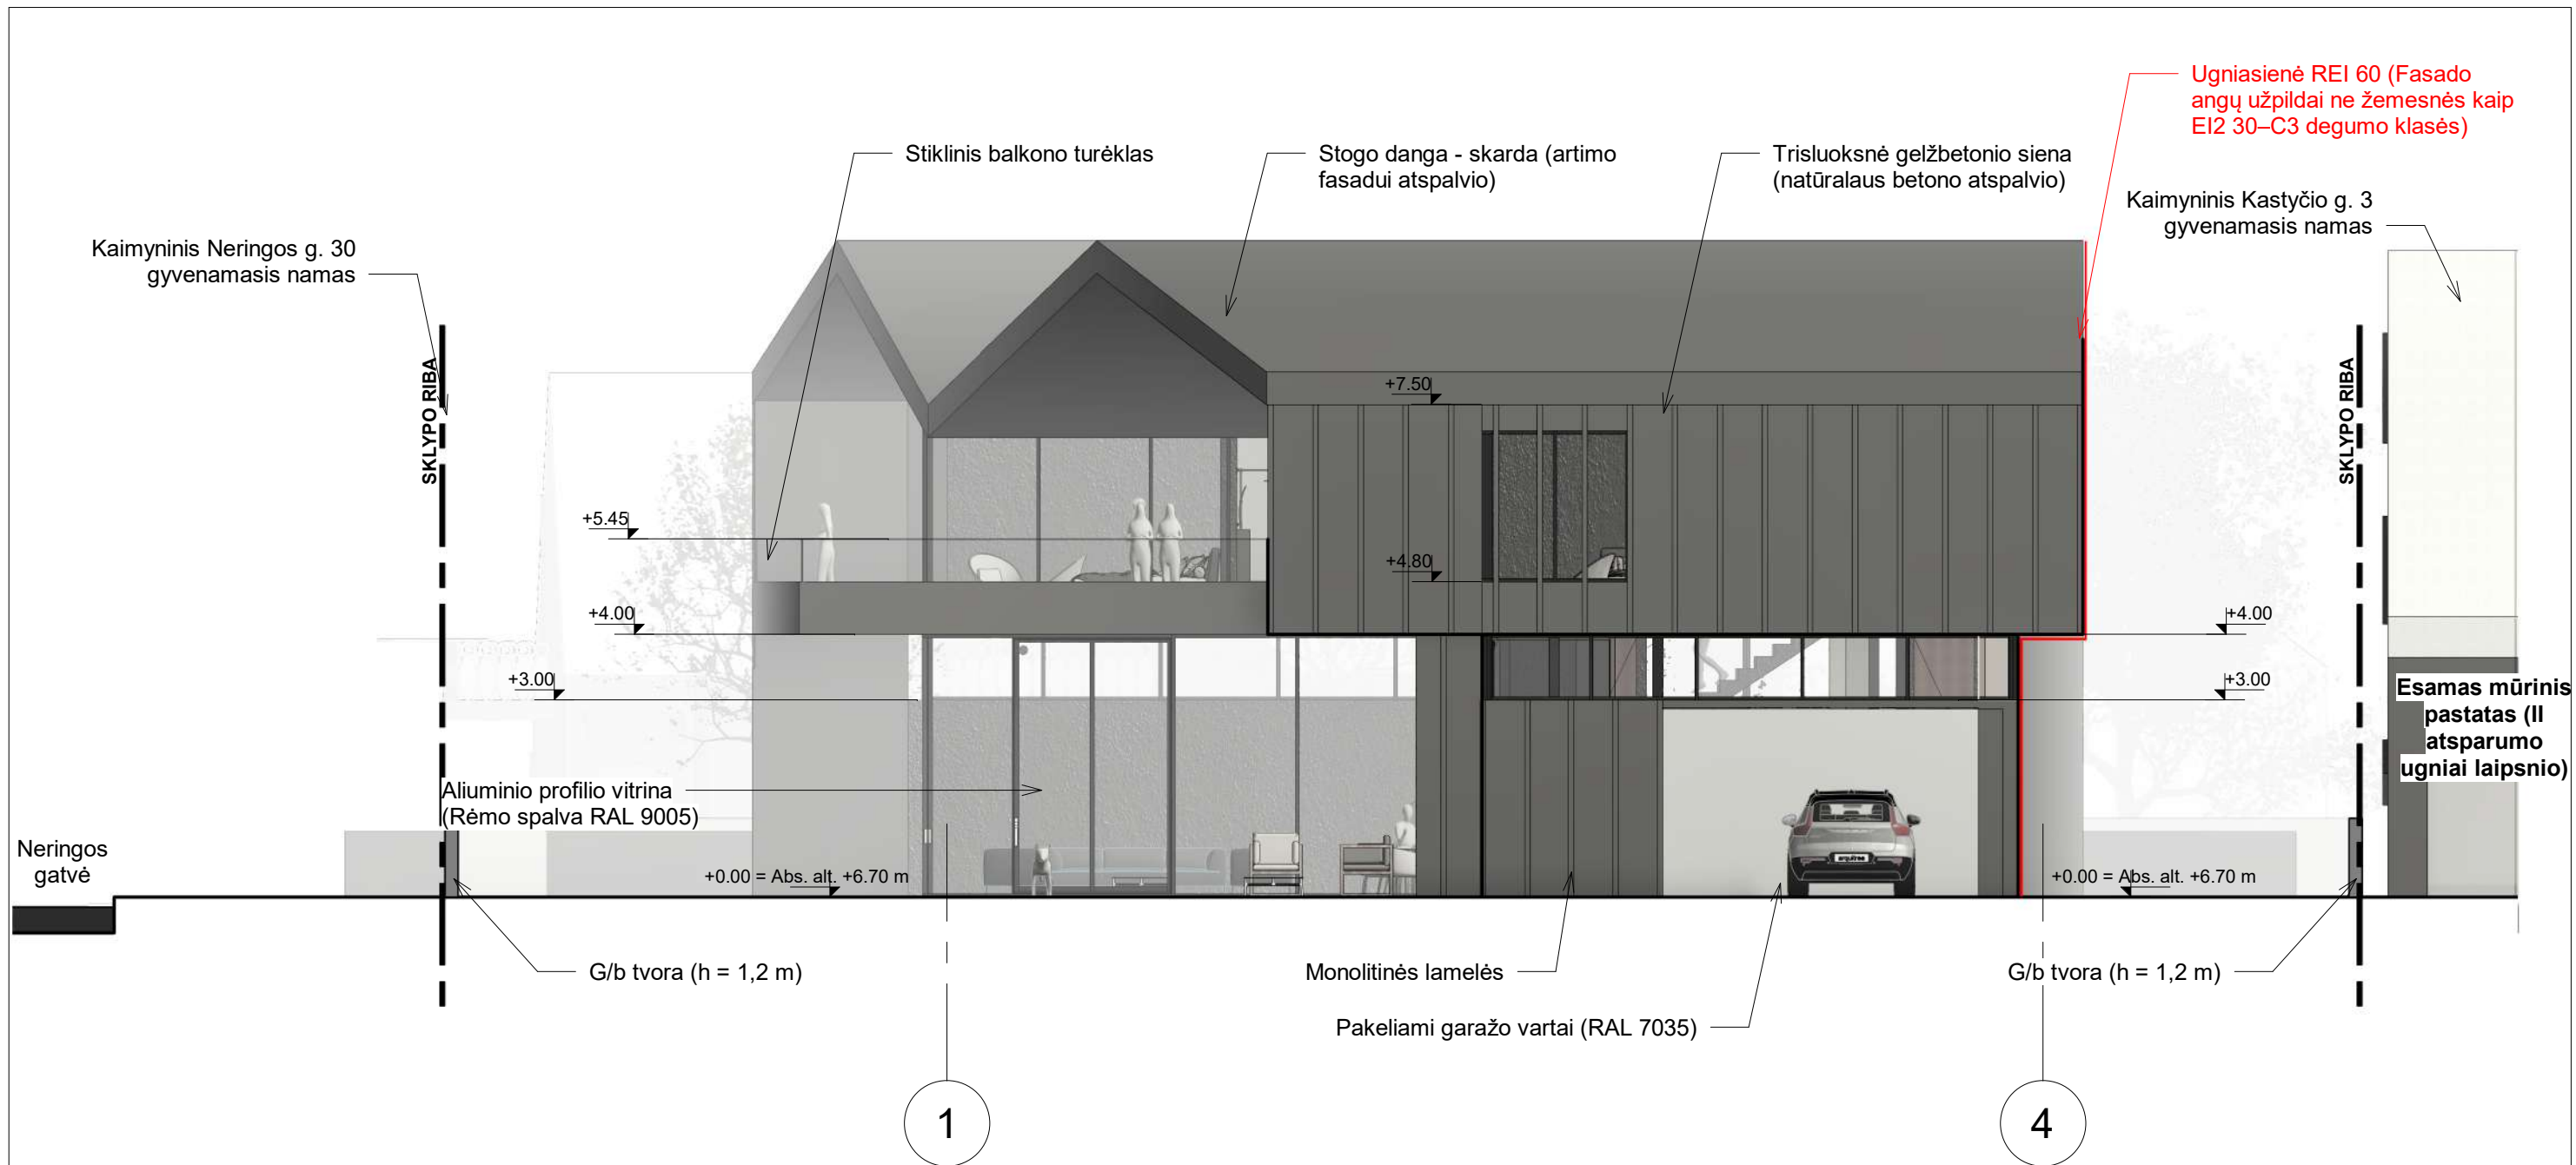 Ugniasienė REI 60 (Fasado
angų užpildai ne žemesnės kaip
EI2 30–C3 degumo klasės)
Stiklinis balkono turėklas
Stogo danga - skarda (artimo
fasadui atspalvio)
Trisluoksnė gelžbetonio siena
(natūralaus betono atspalvio)
Kaimyninis Kastyčio g. 3
gyvenamasis namas
Kaimyninis Neringos g. 30
gyvenamasis namas
SKLYPO RIBA
SKLYPO RIBA
+7.50
+5.45
+4.80
+4.00
+4.00
+3.00
+3.00
Esamas mūrinis
pastatas (II
atsparumo
ugniai laipsnio)
Aliuminio profilio vitrina
(Rėmo spalva RAL 9005)
Neringos
gatvė
+0.00 = Abs. alt. +6.70 m
+0.00 = Abs. alt. +6.70 m
G/b tvora (h = 1,2 m)
Monolitinės lamelės
G/b tvora (h = 1,2 m)
Pakeliami garažo vartai (RAL 7035)
1
4